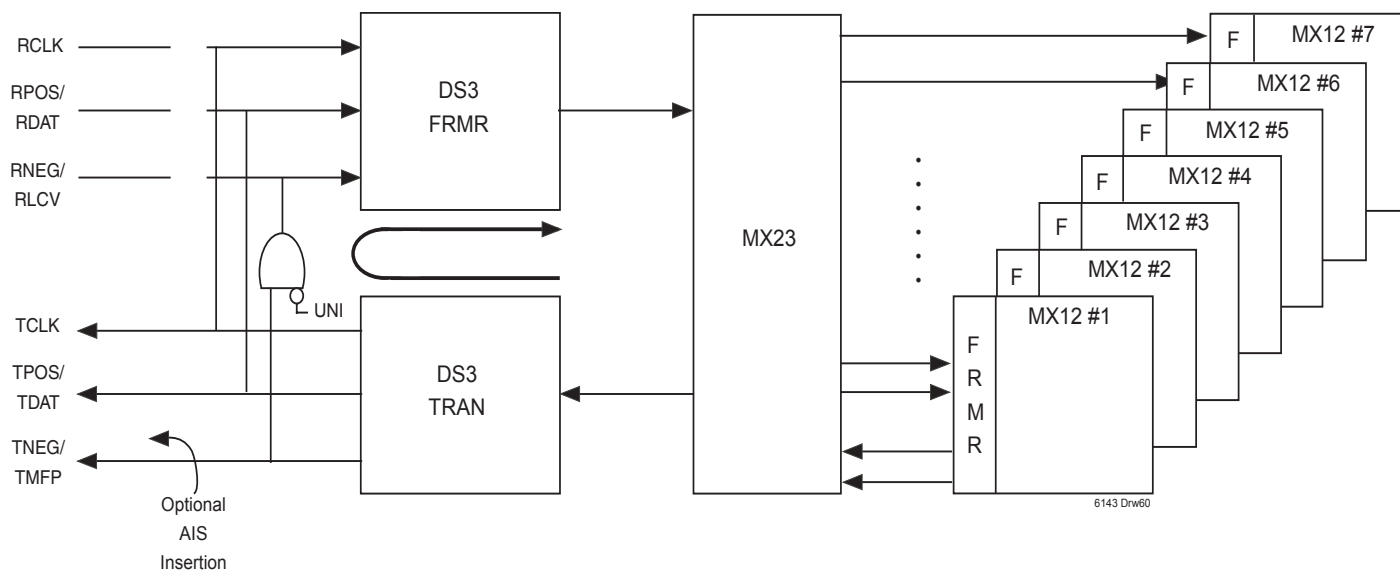 RCLK
RPOS/
RDAT
RNEG/
RLCV
DS3
FRMR
UNI
TCLK
TPOS/
TDAT
TNEG/
TMFP
DS3
TRAN
Optional
AIS
Insertion
MX23
F
MX12 #7
F
MX12 #6
F
MX12 #5
F
MX12 #4
F
MX12 #3
F
MX12 #2
MX12 #1
F
R
M
R
6143 Drw60